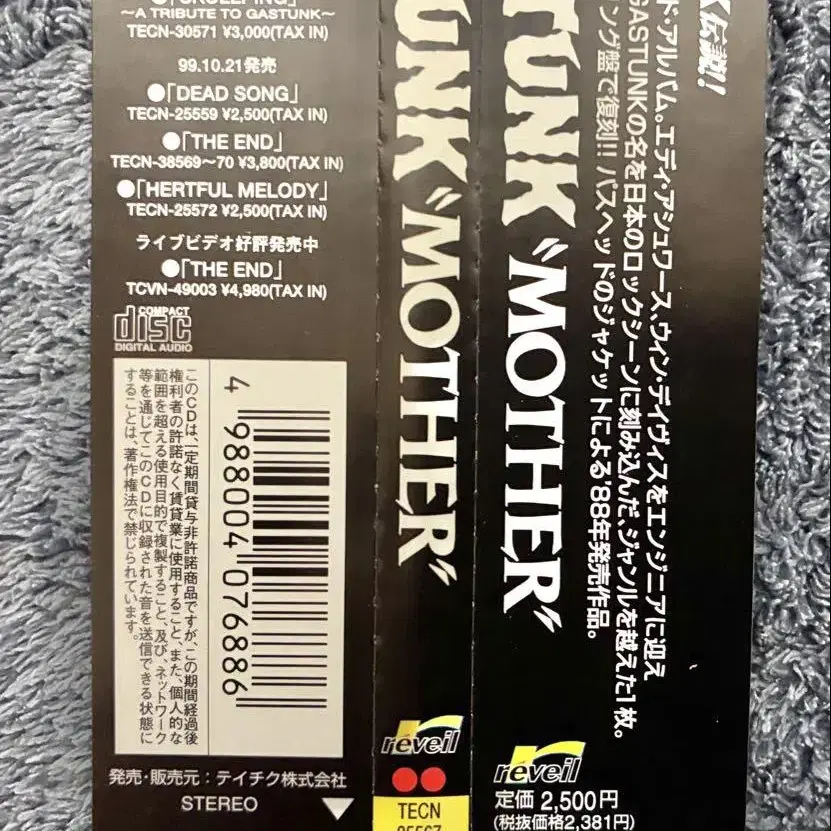 ～A TRIBUTE TO GASTUNK～
TECN-30571 ¥3,000(TAX IN)
99.10.21発売
●「DEAD SONG」
TECN-25559 ¥2,500(TAX IN)
●「THE END」
TECN-38569〜70 ¥3,800(TAX IN)
●「HERTFUL MELODY」
TECN-25572 ¥2,500(TAX IN)
ライブビデオ好評発売中
●「THE END」
TCVN-49003 ¥4,980(TAX IN)
COMPACT
disc
DIGITAL AUDIO
このCDは、一定期間貸与非許諾商品ですが、この期間経過後
権利者の許諾なく賃貸業に使用すること、また、個人的な
範囲を超える使用目的で複製すること、及び、ネットワーク
等を通じてこのCDに収録された音を送信できる状態に
することは、著作権法で禁じられています。
4 988004 076886
発売・販売元：テイチク株式会社
STEREO
UNK "MOTHER"
réveil
TECN
TUNK "MOTHER"
réveil
定価 2,500円
(税抜価格2,381円)
伝説!!
ド・アルバム。エディ・アシュワース、ウィン・デイヴィスをエンジニアに迎え
GASTUNKの名を日本のロックシーンに刻み込んだ、ジャンルを越えた1枚。
ング盤で復刻!! パスヘッドのジャケットによる'88年発売作品。